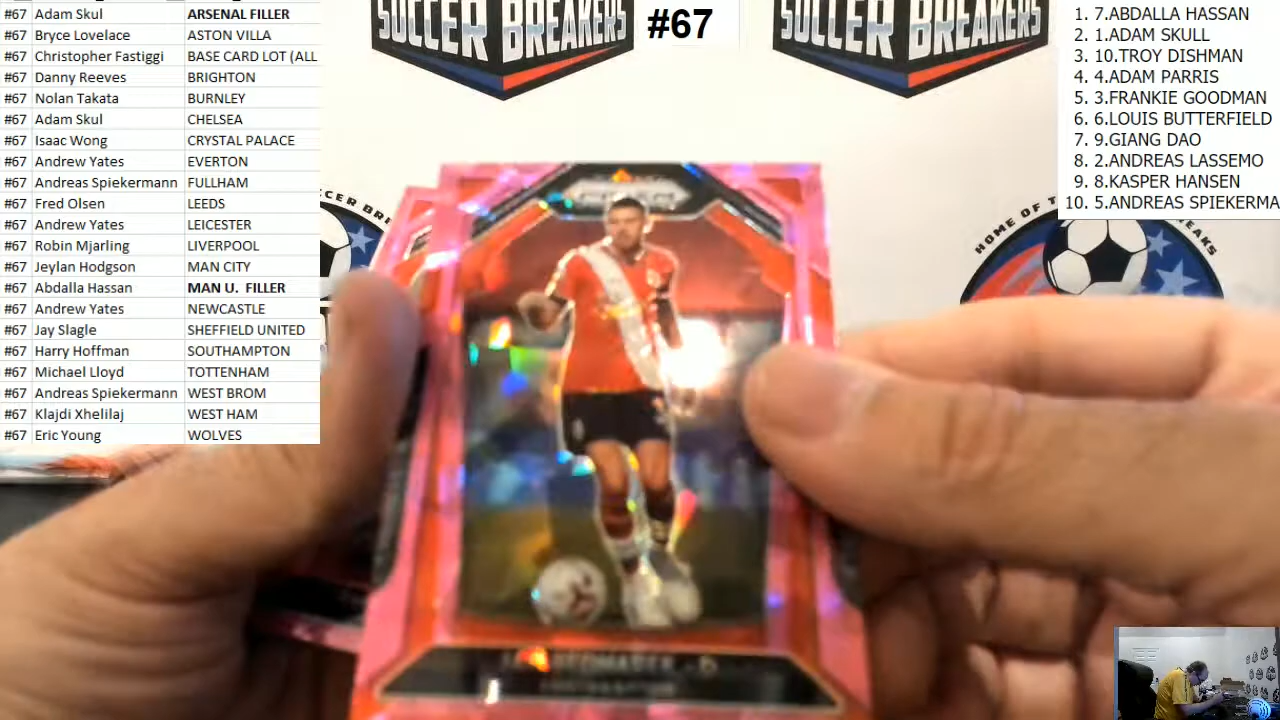 #67 Adam Skul ARSENAL FILLER
#67 Bryce Lovelace ASTON VILLA
#67 Christopher Fastiggi BASE CARD LOT (ALL
#67 Danny Reeves BRIGHTON
#67 Nolan Takata BURNLEY
#67 Adam Skul CHELSEA
#67 Isaac Wong CRYSTAL PALACE
#67 Andrew Yates EVERTON
#67 Andreas Spiekermann FULLHAM
#67 Fred Olsen LEEDS
#67 Andrew Yates LEICESTER
#67 Robin Mjarling LIVERPOOL
#67 Jeylan Hodgson MAN CITY
#67 Abdalla Hassan MAN U. FILLER
#67 Andrew Yates NEWCASTLE
#67 Jay Slagle SHEFFIELD UNITED
#67 Harry Hoffman SOUTHAMPTON
#67 Michael Lloyd TOTTENHAM
#67 Andreas Spiekermann WEST BROM
#67 Klajdi Xhelilaj WEST HAM
#67 Eric Young WOLVES
SOCCER BREAKERS
#67
SOCCER BREAKERS
1. 7.ABDALLA HASSAN
2. 1.ADAM SKULL
3. 10.TROY DISHMAN
4. 4.ADAM PARRIS
5. 3.FRANKIE GOODMAN
6. 6.LOUIS BUTTERFIELD
7. 9.GIANG DAO
8. 2.ANDREAS LASSEMO
9. 8.KASPER HANSEN
10. 5.ANDREAS SPIEKERMA
CCER BRE
HOME OF T
REAKS